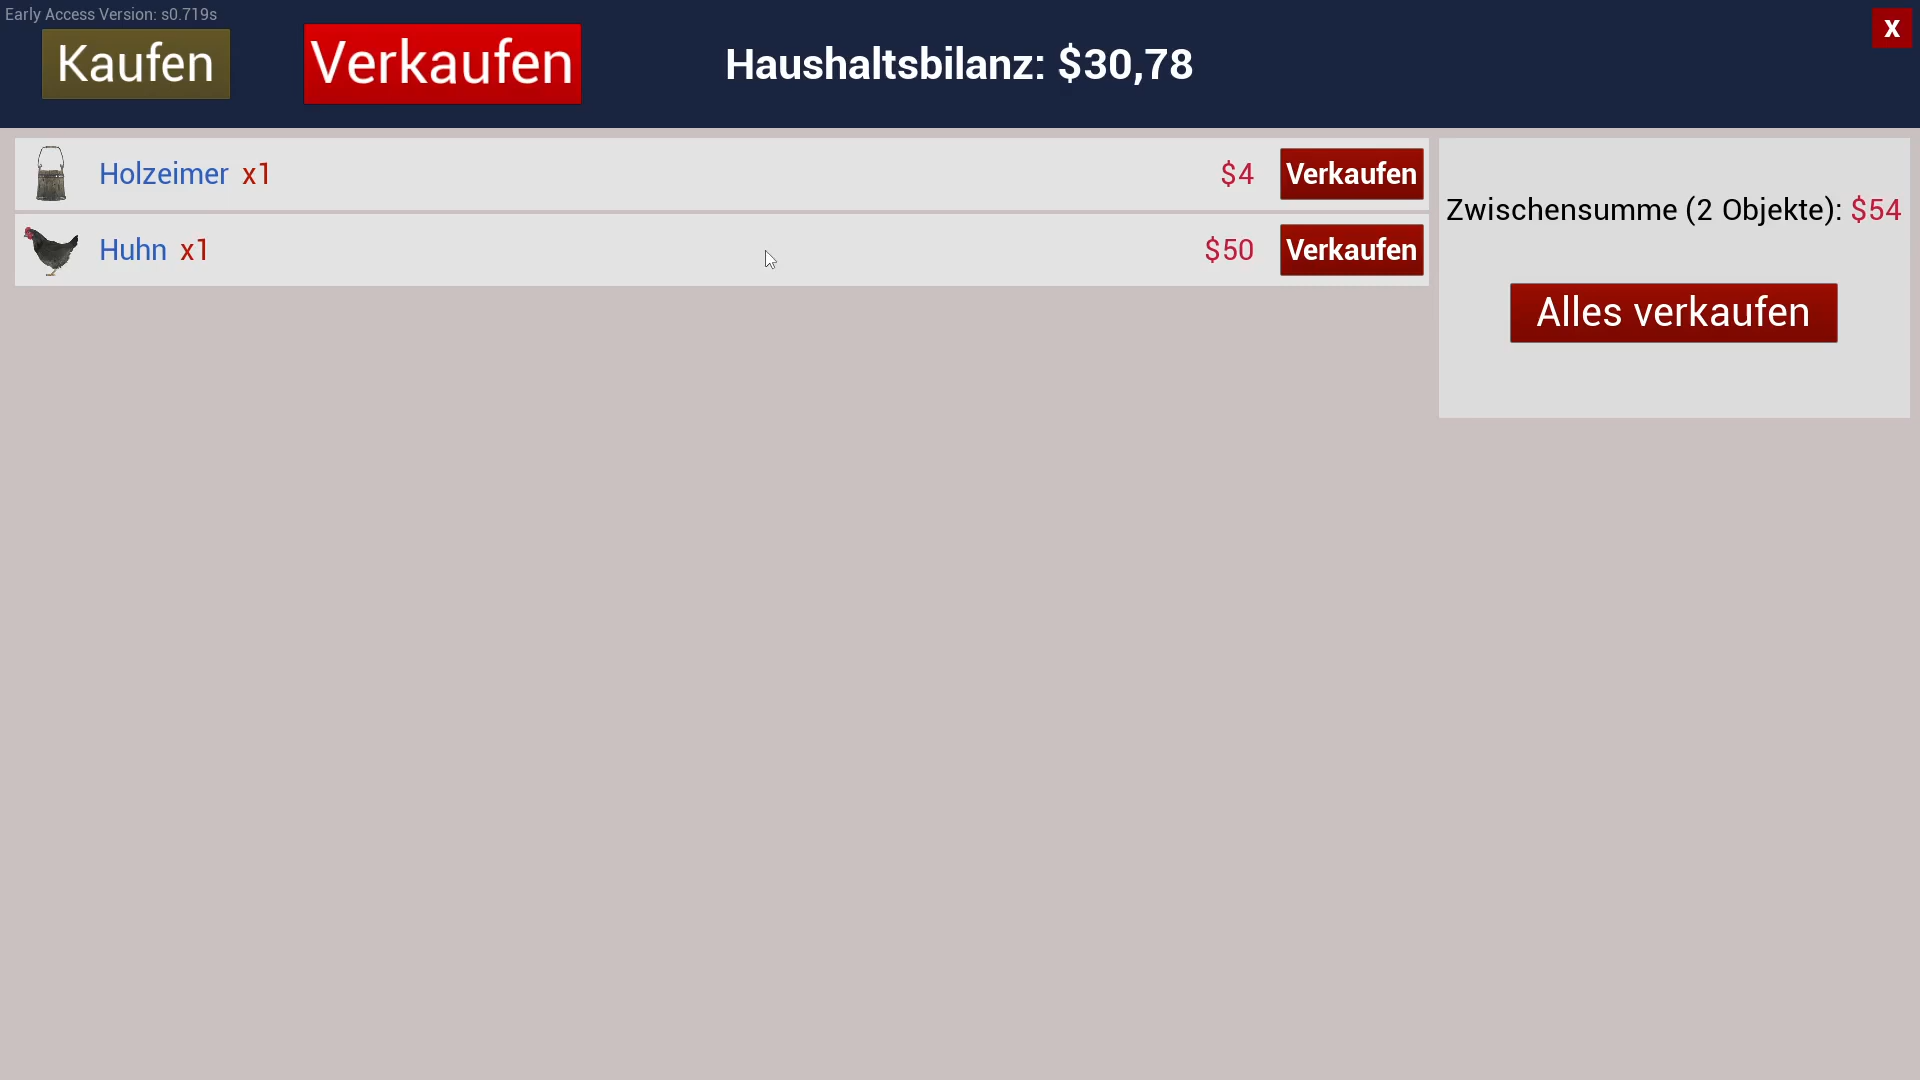 Early Access Version: s0.719s
Kaufen
Verkaufen
Haushaltsbilanz: $30,78
X
Holzeimer x1
$4
Verkaufen
Huhn x1
$50
Verkaufen
Zwischensumme (2 Objekte): $54
Alles verkaufen